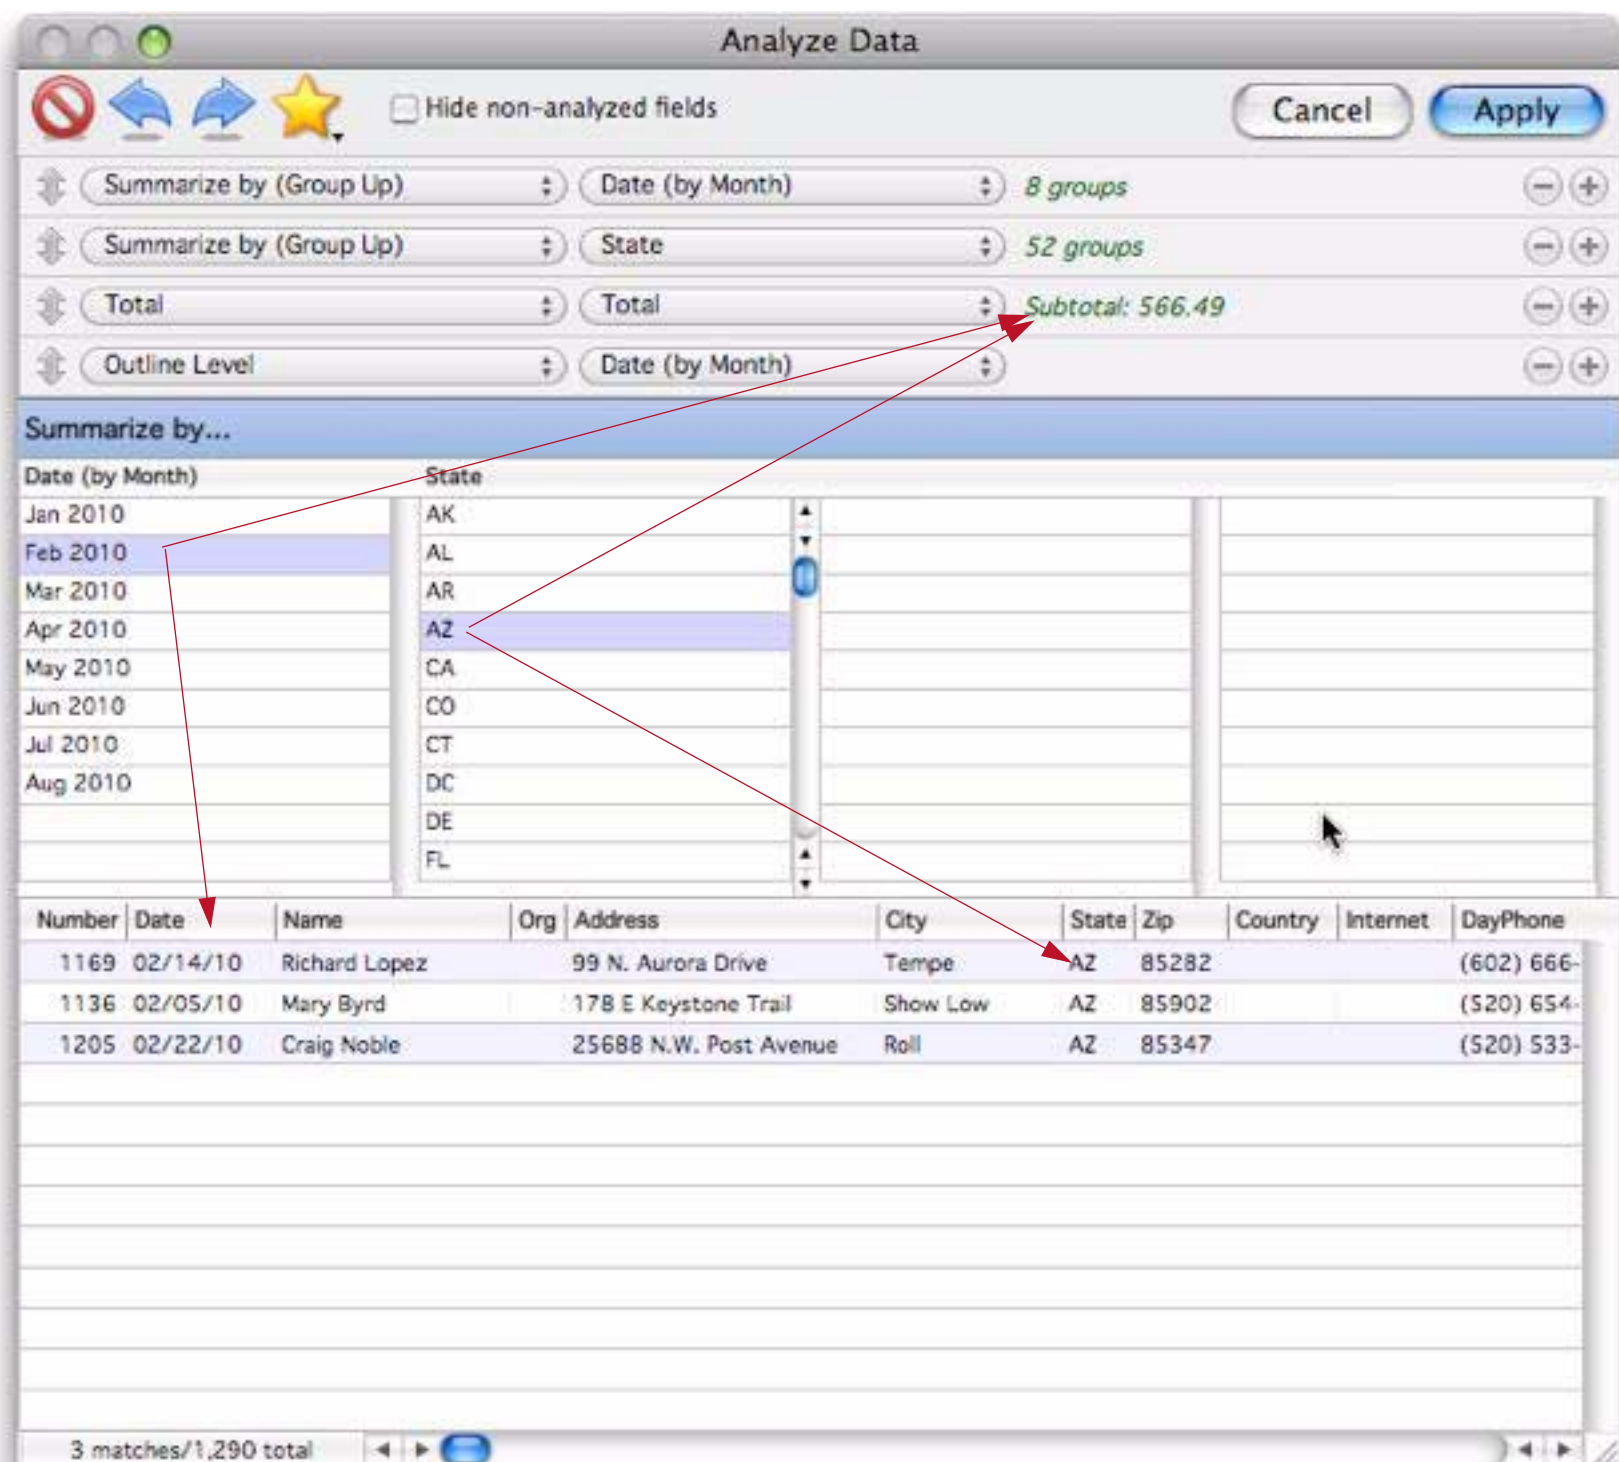 Analyze Data
Hide non-analyzed fields Cancel Apply
Summarize by (Group Up) Date (by Month) 8 groups
Summarize by (Group Up) State 52 groups
Total Total Subtotal: 566.49
Outline Level Date (by Month)
Summarize by...
Date (by Month) State
Jan 2010 AK
Feb 2010 AL
Mar 2010 AR
Apr 2010 AZ
May 2010 CA
Jun 2010 CO
Jul 2010 CT
Aug 2010 DC
DE
FL
Number Date Name Org Address City State Zip Country Internet DayPhone
1169 02/14/10 Richard Lopez 99 N. Aurora Drive Tempe AZ 85282 (602) 666-
1136 02/05/10 Mary Byrd 178 E Keystone Trail Show Low AZ 85902 (520) 654-
1205 02/22/10 Craig Noble 25688 N.W. Post Avenue Roll AZ 85347 (520) 533-
3 matches/1,290 total